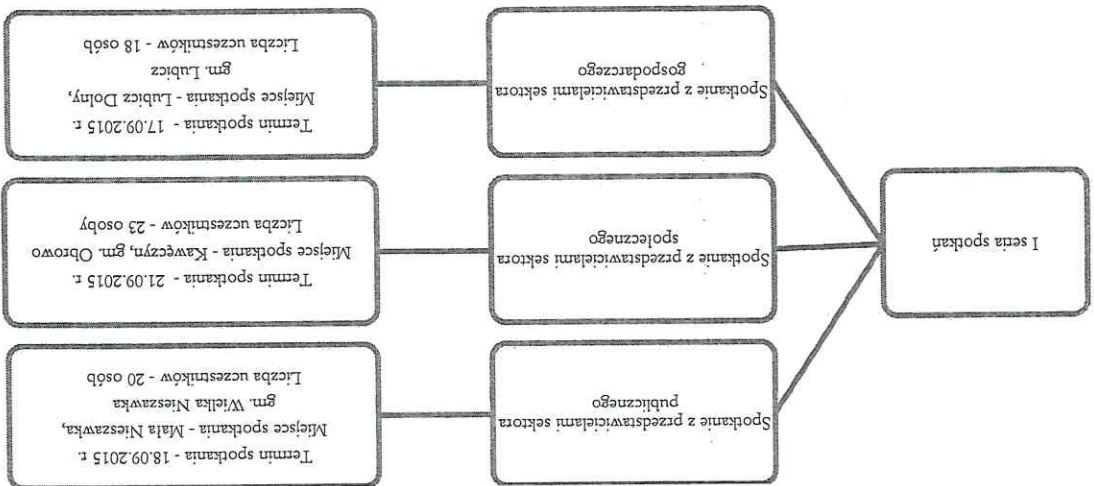 I seria spotkań
Spotkanie z przedstawicielami sektora
publicznego
Termin spotkania - 18.09.2015 r.
Miejsce spotkania - Mała Nieszawka,
gm. Wielka Nieszawka
Liczba uczestników - 20 osób
Spotkanie z przedstawicielami sektora
społecznego
Termin spotkania - 21.09.2015 r.
Miejsce spotkania - Kawęczyn, gm. Obrowo
Liczba uczestników - 23 osoby
Spotkanie z przedstawicielami sektora
gospodarczego
Termin spotkania - 17.09.2015 r.
Miejsce spotkania - Lubicz Dolny,
gm. Lubicz
Liczba uczestników - 18 osób